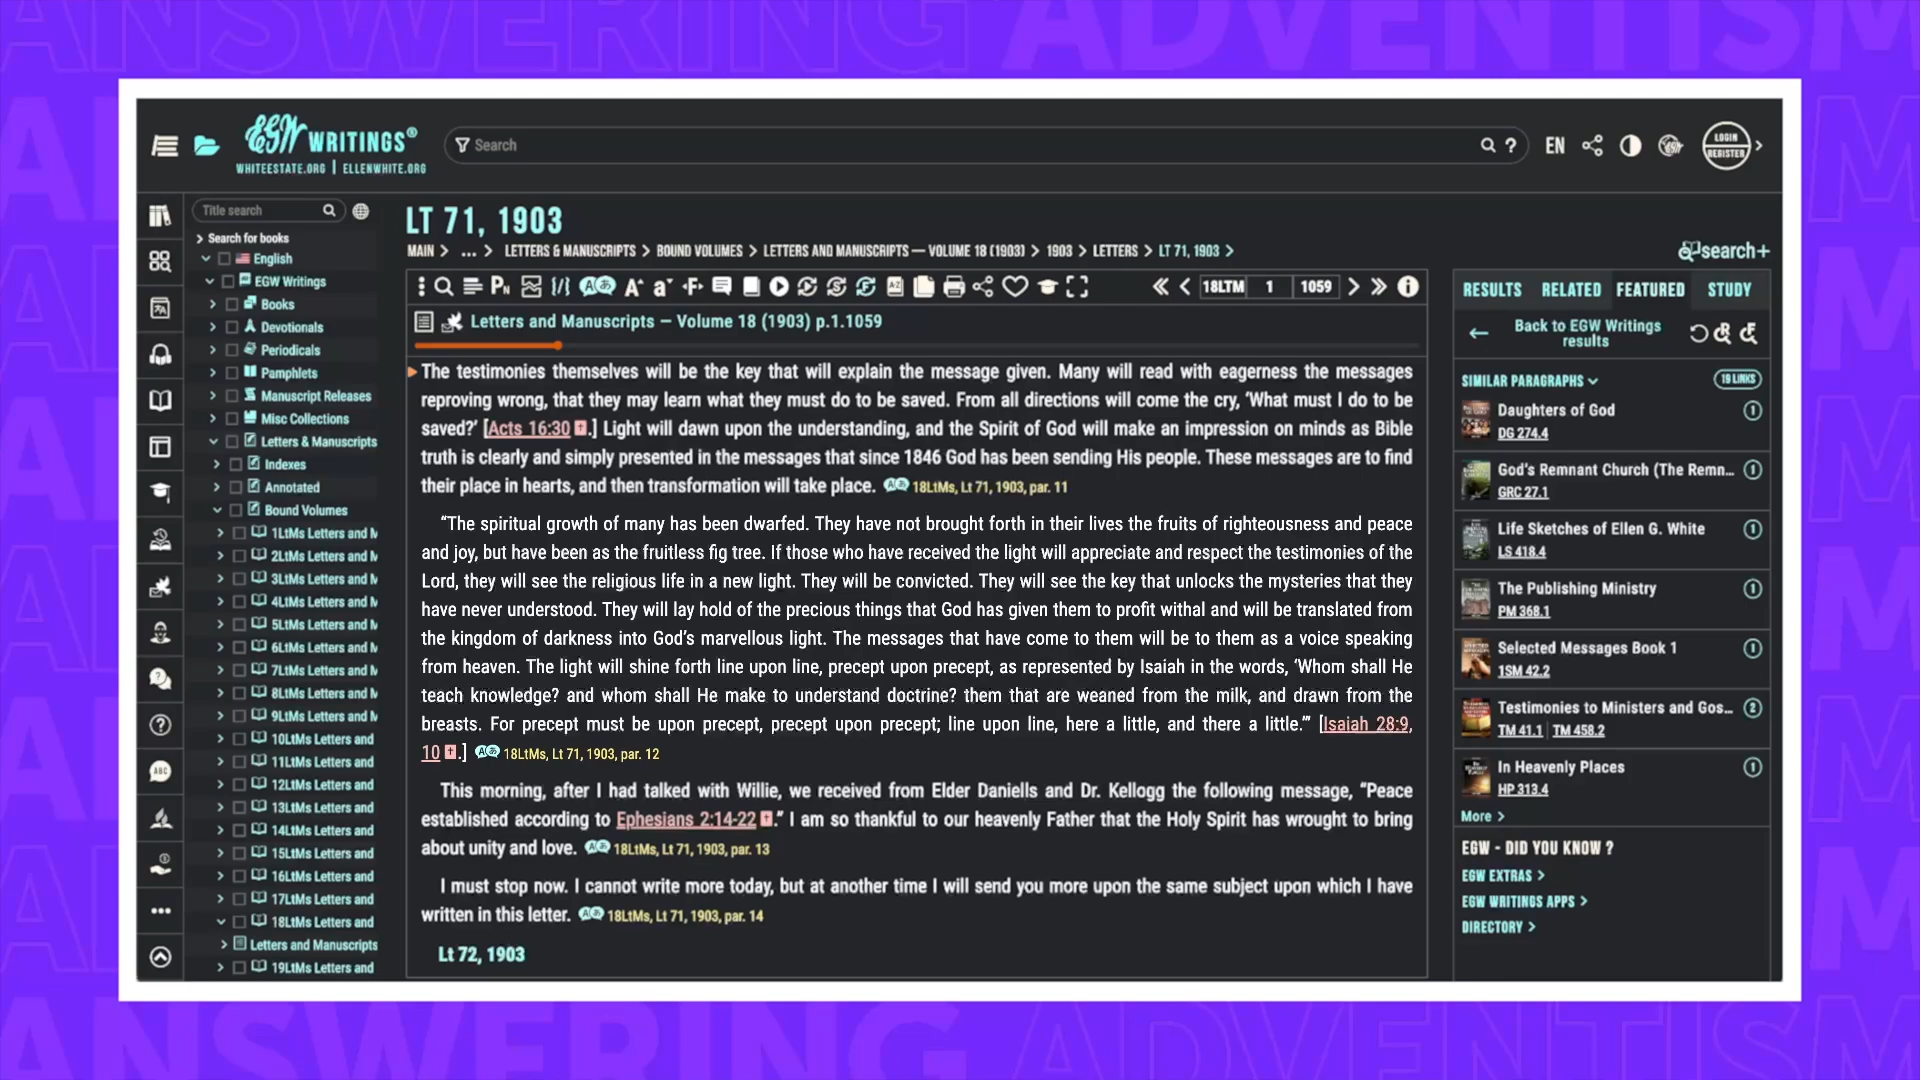 ANSWERING ADVENTISM
EGW WRITINGS®
WHITEESTATE.ORG | ELLENWHITE.ORG
Search
?
EN
LOGIN
REGISTER
Title search
Search for books
English
EGW Writings
Books
Devotionals
Periodicals
Pamphlets
Manuscript Releases
Misc Collections
Letters & Manuscripts
Indexes
Annotated
Bound Volumes
1LtMs Letters and M
2LtMs Letters and M
3LtMs Letters and M
4LtMs Letters and M
5LtMs Letters and M
6LtMs Letters and M
7LtMs Letters and M
8LtMs Letters and M
9LtMs Letters and M
10LtMs Letters and
11LtMs Letters and
12LtMs Letters and
13LtMs Letters and
14LtMs Letters and
15LtMs Letters and
16LtMs Letters and
17LtMs Letters and
18LtMs Letters and
Letters and Manuscripts
19LtMs Letters and
LT 71, 1903
MAIN > ... > LETTERS & MANUSCRIPTS > BOUND VOLUMES > LETTERS AND MANUSCRIPTS — VOLUME 18 (1903) > 1903 > LETTERS > LT 71, 1903 >
18LTM 1 1059
Letters and Manuscripts — Volume 18 (1903) p.1.1059
The testimonies themselves will be the key that will explain the message given. Many will read with eagerness the messages
reproving wrong, that they may learn what they must do to be saved. From all directions will come the cry, ‘What must I do to be
saved?’ [Acts 16:30.] Light will dawn upon the understanding, and the Spirit of God will make an impression on minds as Bible
truth is clearly and simply presented in the messages that since 1846 God has been sending His people. These messages are to find
their place in hearts, and then transformation will take place. 18LtMs, Lt 71, 1903, par. 11
“The spiritual growth of many has been dwarfed. They have not brought forth in their lives the fruits of righteousness and peace
and joy, but have been as the fruitless fig tree. If those who have received the light will appreciate and respect the testimonies of the
Lord, they will see the religious life in a new light. They will be convicted. They will see the key that unlocks the mysteries that they
have never understood. They will lay hold of the precious things that God has given them to profit withal and will be translated from
the kingdom of darkness into God’s marvellous light. The messages that have come to them will be to them as a voice speaking
from heaven. The light will shine forth line upon line, precept upon precept, as represented by Isaiah in the words, ‘Whom shall He
teach knowledge? and whom shall He make to understand doctrine? them that are weaned from the milk, and drawn from the
breasts. For precept must be upon precept, precept upon precept; line upon line, here a little, and there a little.’” [Isaiah 28:9,
10.] 18LtMs, Lt 71, 1903, par. 12
This morning, after I had talked with Willie, we received from Elder Daniells and Dr. Kellogg the following message, “Peace
established according to Ephesians 2:14-22.” I am so thankful to our heavenly Father that the Holy Spirit has wrought to bring
about unity and love. 18LtMs, Lt 71, 1903, par. 13
I must stop now. I cannot write more today, but at another time I will send you more upon the same subject upon which I have
written in this letter. 18LtMs, Lt 71, 1903, par. 14
Lt 72, 1903
search+
RESULTS RELATED FEATURED STUDY
Back to EGW Writings
results
SIMILAR PARAGRAPHS
19 LINKS
Daughters of God 1
DG 274.4
God’s Remnant Church (The Remn... 1
GRC 27.1
Life Sketches of Ellen G. White 1
LS 418.4
The Publishing Ministry 1
PM 368.1
Selected Messages Book 1 1
1SM 42.2
Testimonies to Ministers and Gos... 2
TM 41.1 | TM 458.2
In Heavenly Places 1
HP 313.4
More >
EGW - DID YOU KNOW ?
EGW EXTRAS >
EGW WRITINGS APPS >
DIRECTORY >
ANSWERING ADVENTISM